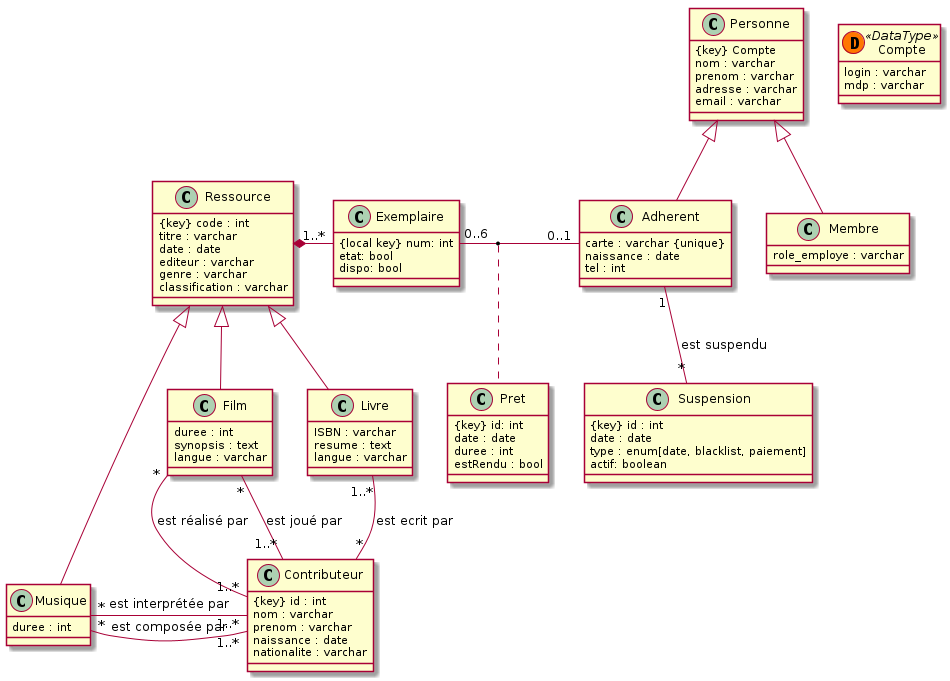 C Personne
{key} Compte
nom : varchar
prenom : varchar
adresse : varchar
email : varchar
D «DataType»
Compte
login : varchar
mdp : varchar
C Ressource
{key} code : int
titre : varchar
date : date
editeur : varchar
genre : varchar
classification : varchar
1..*
C Exemplaire
{local key} num: int
etat: bool
dispo: bool
0..6
0..1
C Adherent
carte : varchar {unique}
naissance : date
tel : int
C Membre
role_employe : varchar
1
est suspendu
*
C Film
duree : int
synopsis : text
langue : varchar
C Livre
ISBN : varchar
resume : text
langue : varchar
C Pret
{key} id: int
date : date
duree : int
estRendu : bool
C Suspension
{key} id : int
date : date
type : enum[date, blacklist, paiement]
actif: boolean
*
*
1..*
est réalisé par
est joué par
est ecrit par
1..*
*
1..*
C Musique
duree : int
* est interprétée par
1..*
* est composée par
1..*
C Contributeur
{key} id : int
nom : varchar
prenom : varchar
naissance : date
nationalite : varchar